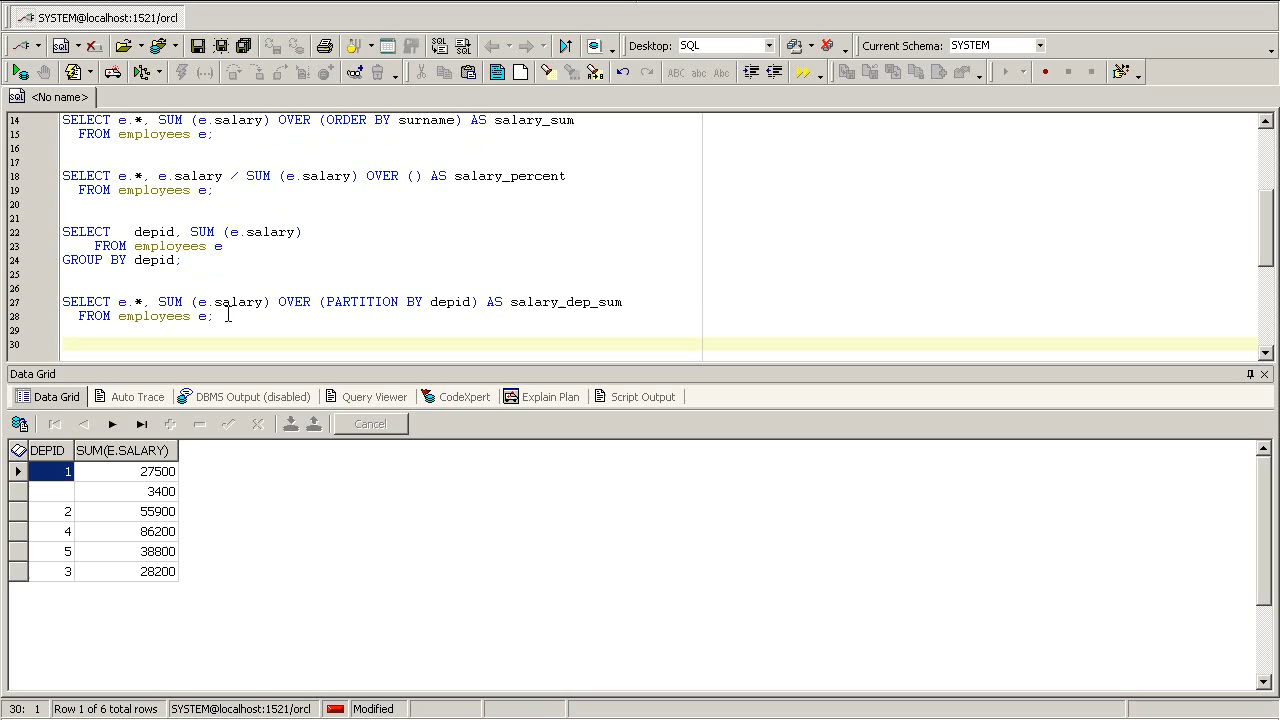 SYSTEM@localhost:1521/orcl
Desktop: SQL Current Schema: SYSTEM
ABC abc Abc
SQL <No name>
14 SELECT e.*, SUM (e.salary) OVER (ORDER BY surname) AS salary_sum
15 FROM employees e;
16
17
18 SELECT e.*, e.salary / SUM (e.salary) OVER () AS salary_percent
19 FROM employees e;
20
21
22 SELECT depid, SUM (e.salary)
23 FROM employees e
24 GROUP BY depid;
25
26
27 SELECT e.*, SUM (e.salary) OVER (PARTITION BY depid) AS salary_dep_sum
28 FROM employees e;
29
30
Data Grid
Data Grid Auto Trace DBMS Output (disabled) Query Viewer CodeXpert Explain Plan Script Output
Cancel
DEPID SUM(E.SALARY)
1 27500
3400
2 55900
4 86200
5 38800
3 28200
30: 1 Row 1 of 6 total rows SYSTEM@localhost:1521/orcl Modified